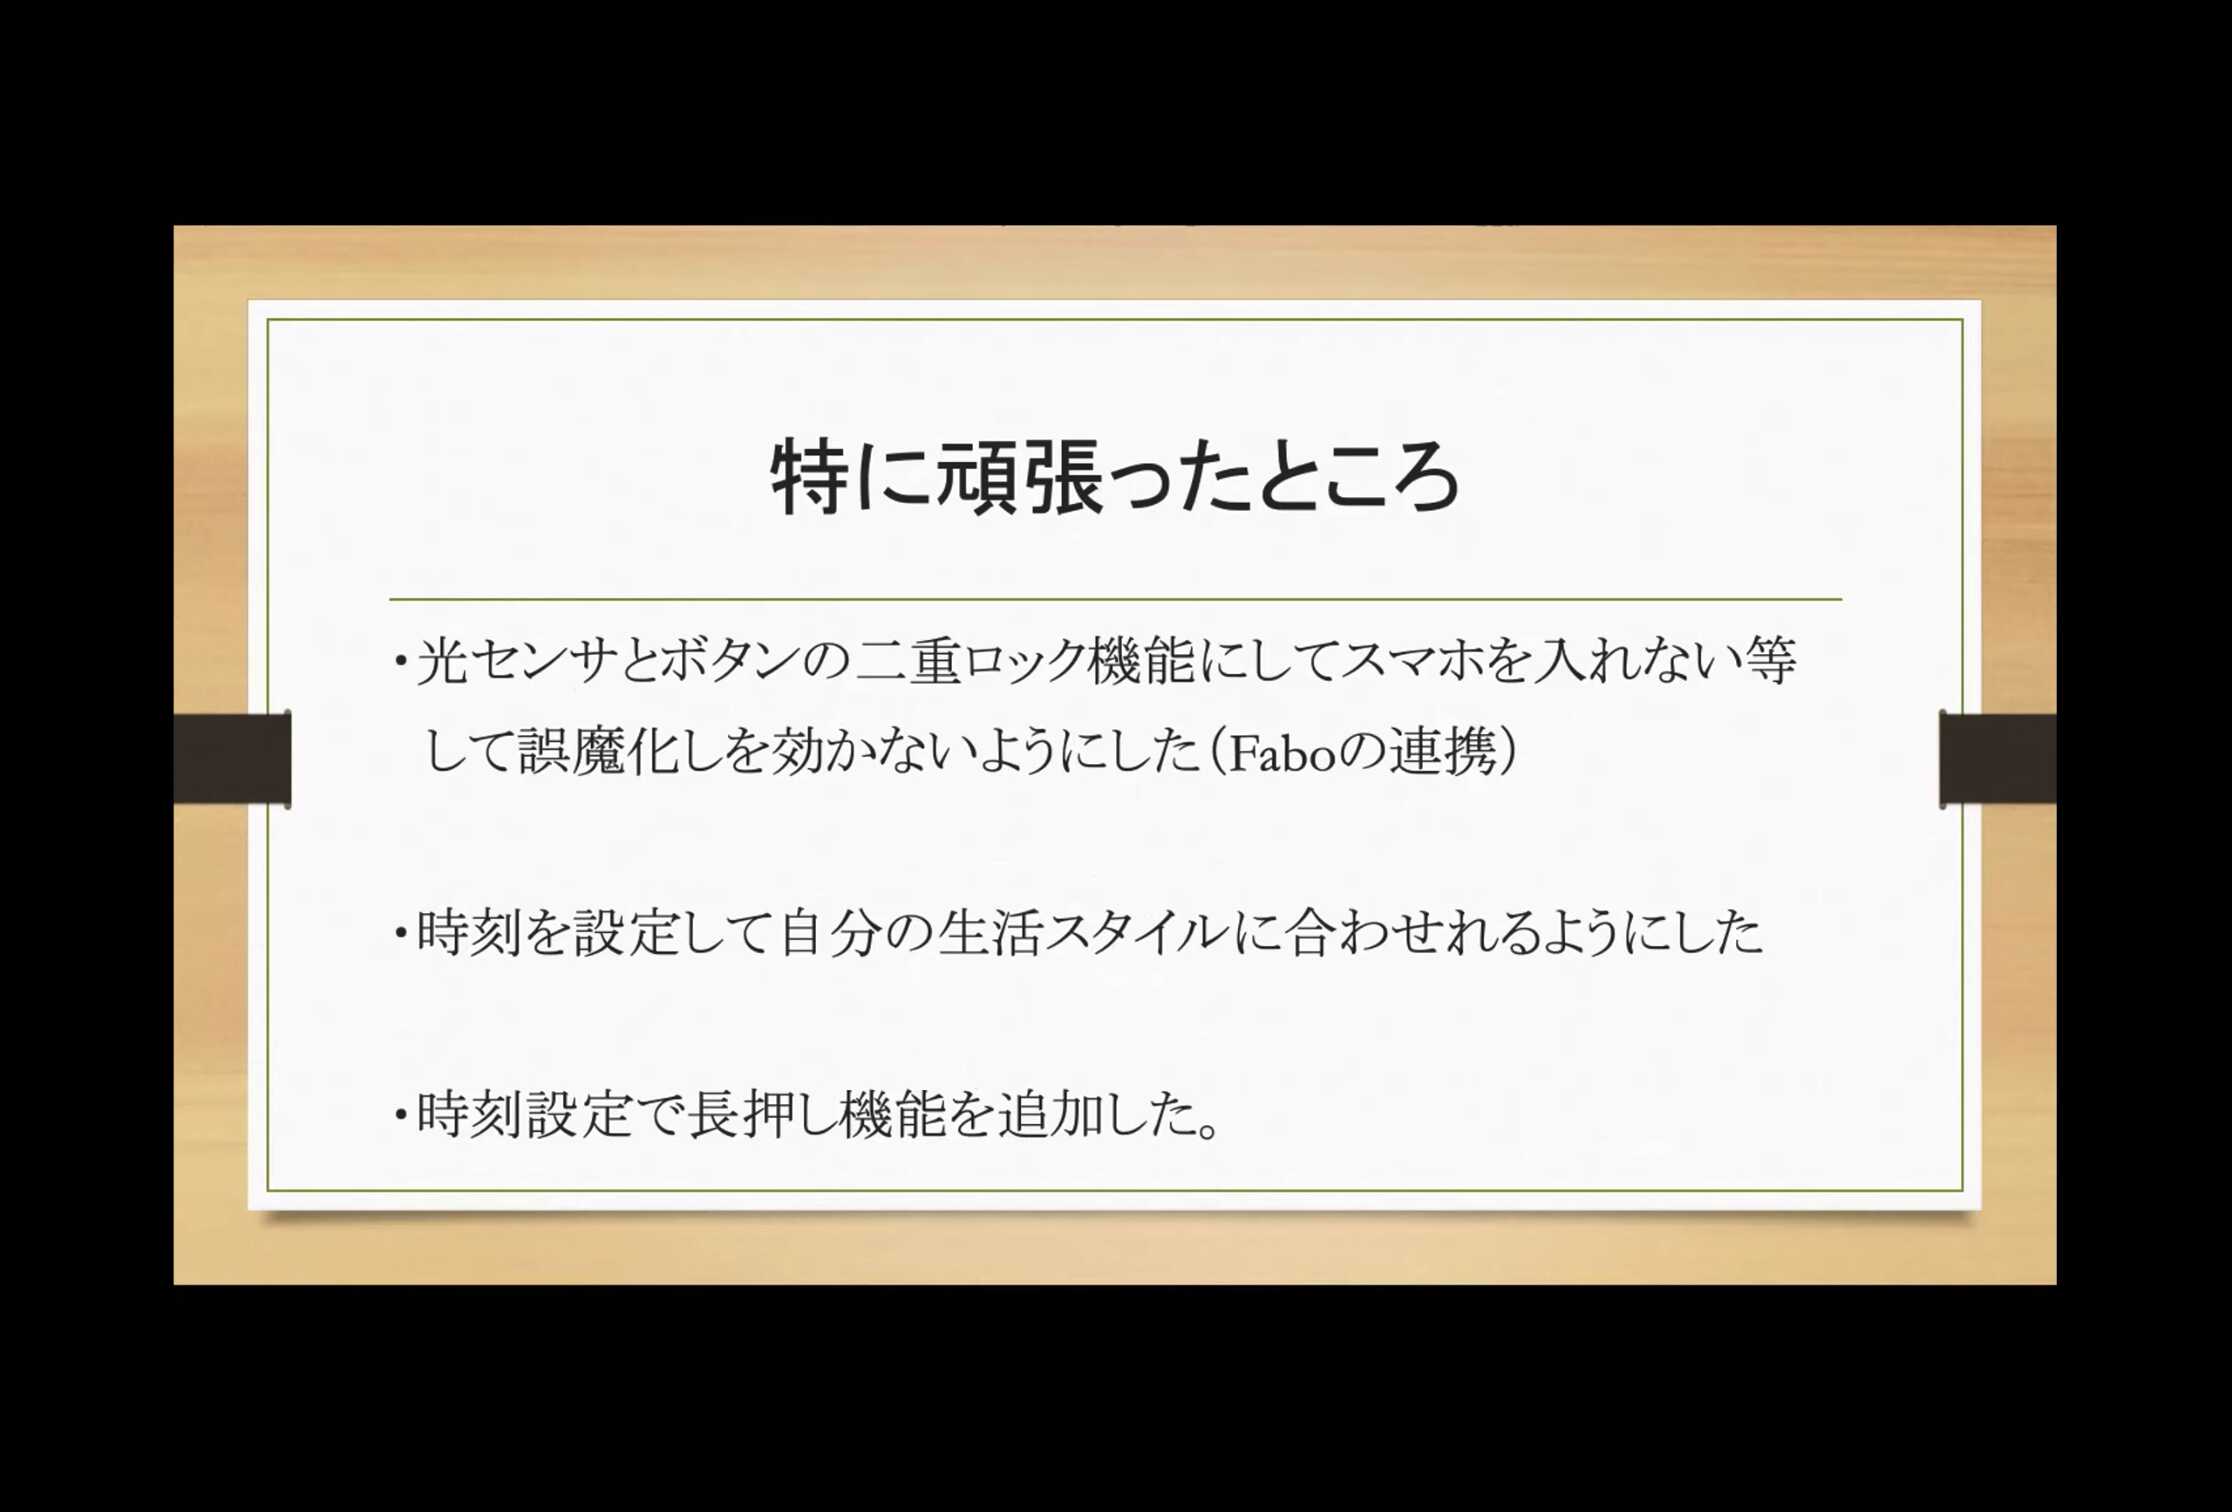 特に頑張ったところ
・光センサとボタンの二重ロック機能にしてスマホを入れない等
して誤魔化しを効かないようにした（Faboの連携）
・時刻を設定して自分の生活スタイルに合わせれるようにした
・時刻設定で長押し機能を追加した。